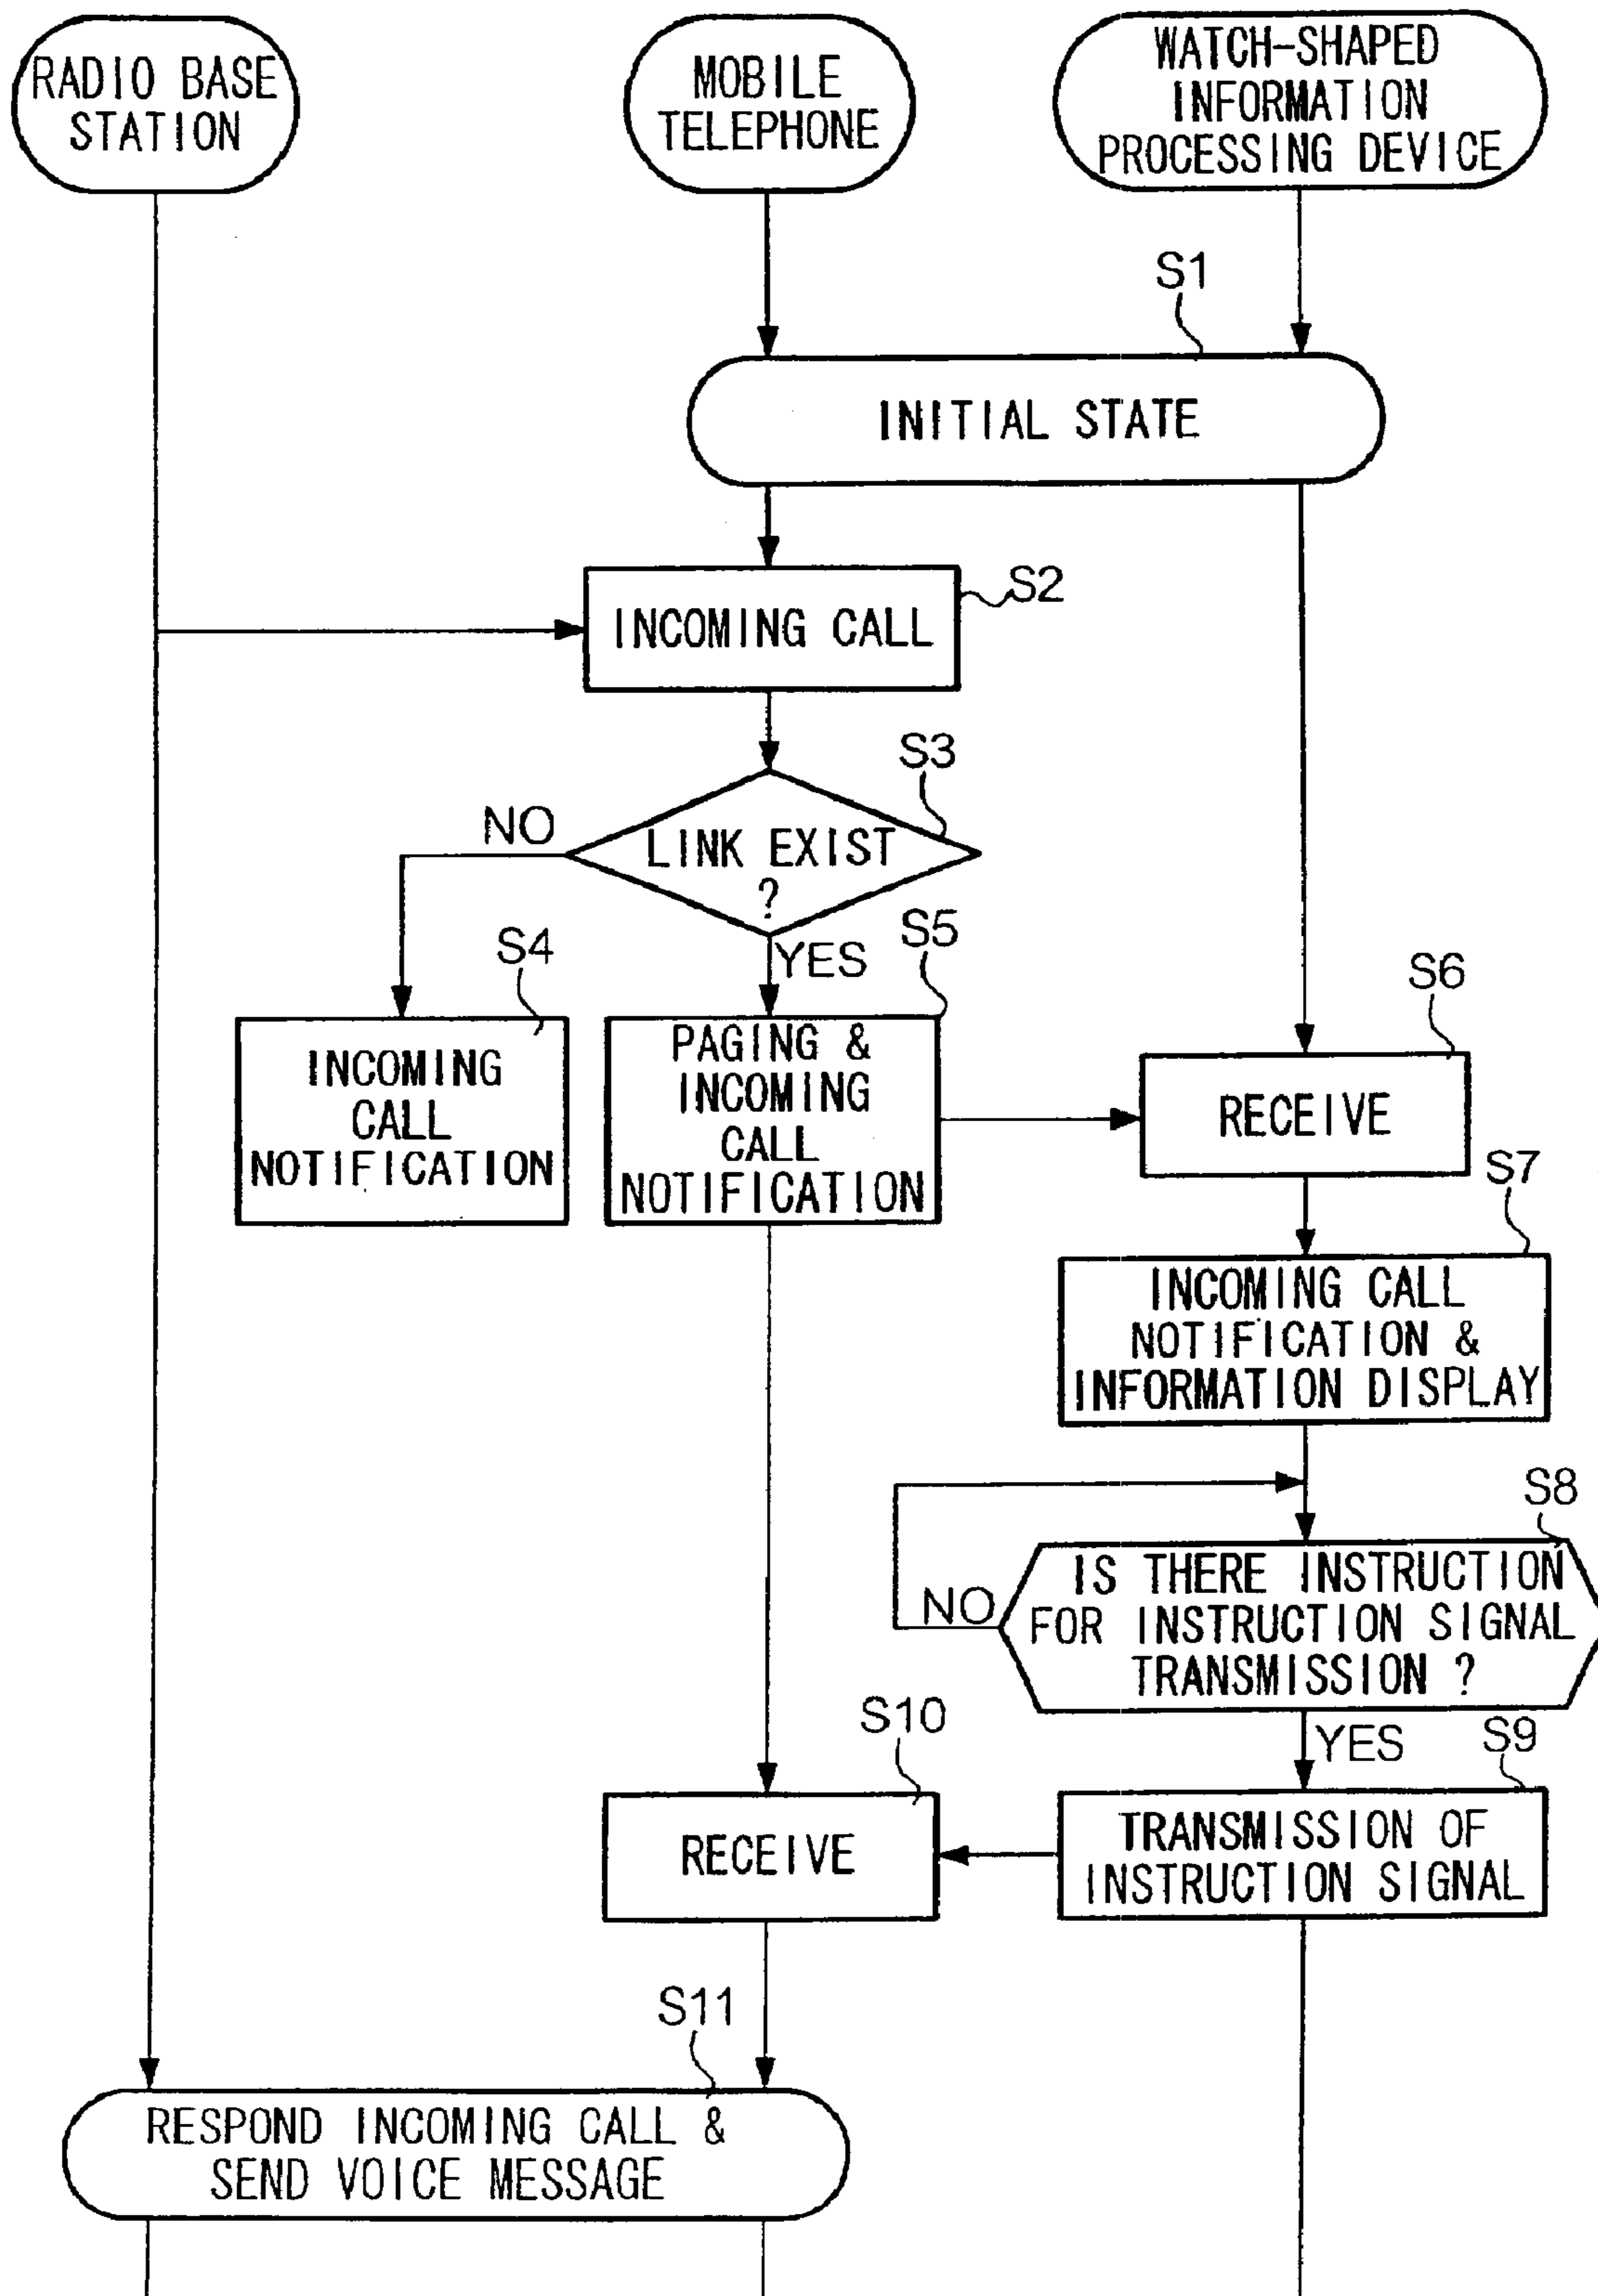 RADIO BASE
STATION
MOBILE
TELEPHONE
WATCH-SHAPED
INFORMATION
PROCESSING DEVICE
S1
INITIAL STATE
S2
INCOMING CALL
S3
NO
LINK EXIST
?
YES
S4
INCOMING
CALL
NOTIFICATION
S5
PAGING &
INCOMING
CALL
NOTIFICATION
S6
RECEIVE
S7
INCOMING CALL
NOTIFICATION &
INFORMATION DISPLAY
S8
IS THERE INSTRUCTION
FOR INSTRUCTION SIGNAL
TRANSMISSION ?
NO
YES
S9
TRANSMISSION OF
INSTRUCTION SIGNAL
S10
RECEIVE
S11
RESPOND INCOMING CALL &
SEND VOICE MESSAGE